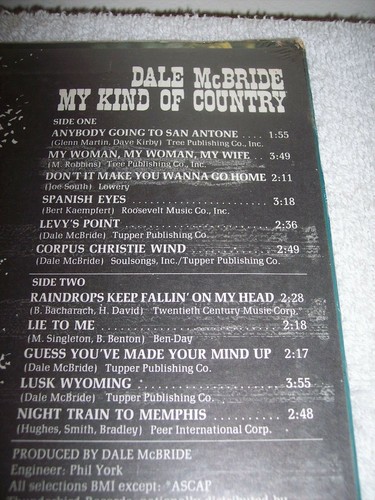 DALE McBRIDE
MY KIND OF COUNTRY
SIDE ONE
ANYBODY GOING TO SAN ANTONE .... 1:55
(Glenn Martin, Dave Kirby) Tree Publishing Co., Inc.
MY WOMAN, MY WOMAN, MY WIFE 3:49
(M. Robbins) Tree Publishing Co., Inc.
DON'T IT MAKE YOU WANNA GO HOME 2:11
(Joe South) Lowery
SPANISH EYES .................. 3:18
(Bert Kaempfert) Roosevelt Music Co., Inc.
LEVY'S POINT .................. 2:36
(Dale McBride) Tupper Publishing Co.
CORPUS CHRISTIE WIND .......... 2:49
(Dale McBride) Soulsongs, Inc./Tupper Publishing Co.
SIDE TWO
RAINDROPS KEEP FALLIN' ON MY HEAD 2:28
(B. Bacharach, H. David) Twentieth Century Music Corp.
LIE TO ME ..................... 2:18
(M. Singleton, B. Benton) Ben-Day
GUESS YOU'VE MADE YOUR MIND UP 2:17
(Dale McBride) Tupper Publishing Co.
LUSK WYOMING .................. 3:55
(Dale McBride) Tupper Publishing Co.
NIGHT TRAIN TO MEMPHIS ........ 2:48
(Hughes, Smith, Bradley) Peer International Corp.
PRODUCED BY DALE McBRIDE
Engineer: Phil York
All selections BMI except: *ASCAP
Thunderbird Records nationally distributed by